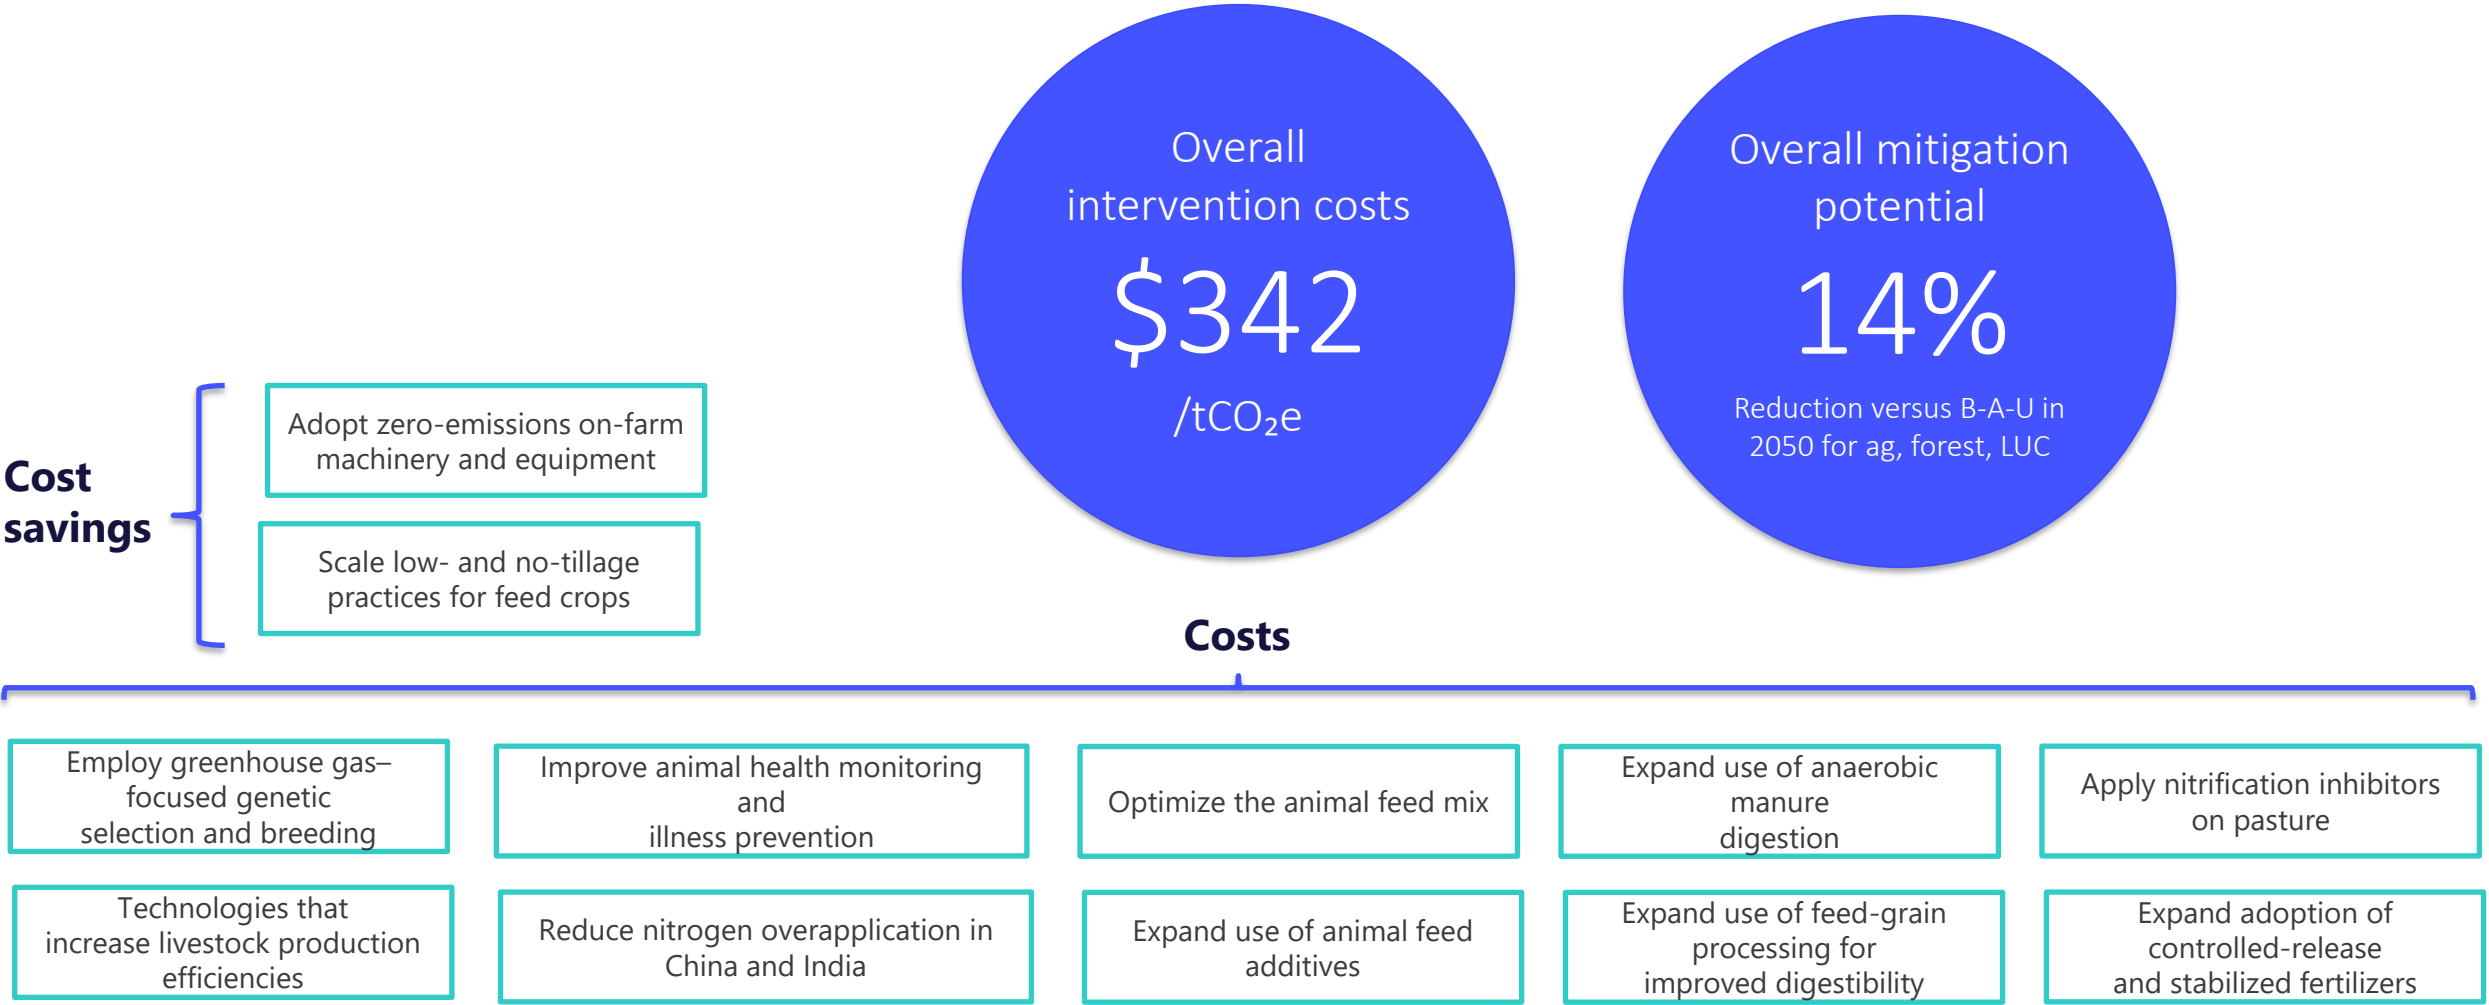 Overall
intervention costs
$342
/tCO₂e
Overall mitigation
potential
14%
Reduction versus B-A-U in
2050 for ag, forest, LUC
Cost
savings
Adopt zero-emissions on-farm
machinery and equipment
Scale low- and no-tillage
practices for feed crops
Costs
Employ greenhouse gas–
focused genetic
selection and breeding
Improve animal health monitoring
and
illness prevention
Optimize the animal feed mix
Expand use of anaerobic
manure
digestion
Apply nitrification inhibitors
on pasture
Technologies that
increase livestock production
efficiencies
Reduce nitrogen overapplication in
China and India
Expand use of animal feed
additives
Expand use of feed-grain
processing for
improved digestibility
Expand adoption of
controlled-release
and stabilized fertilizers